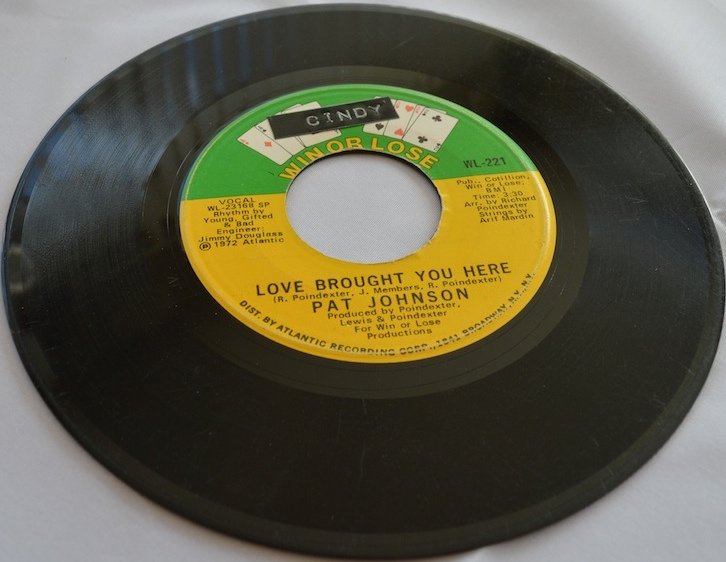 CINDY
WIN OR LOSE
WL-221
VOCAL
WL-23168 SP
Rhythm by
Young, Gifted
& Bad
Engineer:
Jimmy Douglass
Ⓟ 1972 Atlantic
Pub., Cotillion,
Win or Lose,
BMI
Time: 3:30
Arr. by Richard
Poindexter
Strings by
Arif Mardin
LOVE BROUGHT YOU HERE
(R. Poindexter, J. Members, R. Poindexter)
PAT JOHNSON
Produced by Poindexter,
Lewis & Poindexter
For Win or Lose
Productions
DIST. BY ATLANTIC RECORDING CORP., 1841 BROADWAY, N.Y., N.Y.